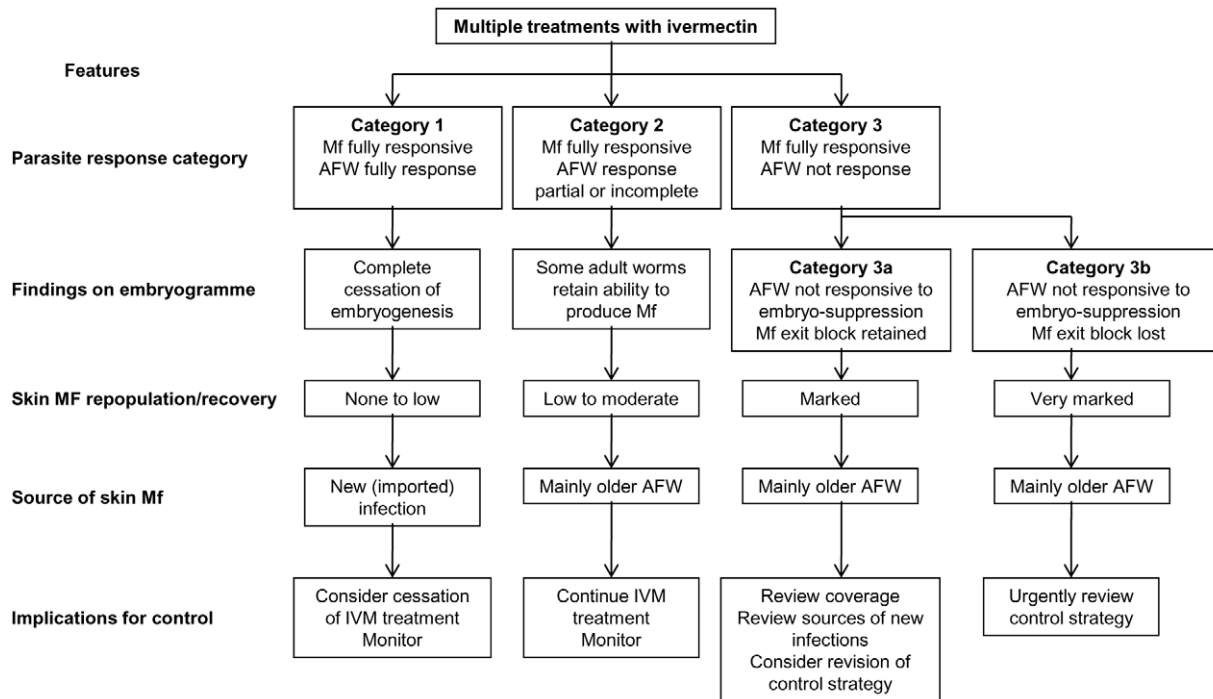 Multiple treatments with ivermectin
Features
Parasite response category
Category 1
Mf fully responsive
AFW fully response
Category 2
Mf fully responsive
AFW response
partial or incomplete
Category 3
Mf fully responsive
AFW not response
Findings on embryogramme
Complete
cessation of
embryogenesis
Some adult worms
retain ability to
produce Mf
Category 3a
AFW not responsive to
embryo-suppression
Mf exit block retained
Category 3b
AFW not responsive to
embryo-suppression
Mf exit block lost
Skin MF repopulation/recovery
None to low
Low to moderate
Marked
Very marked
Source of skin Mf
New (imported)
infection
Mainly older AFW
Mainly older AFW
Mainly older AFW
Implications for control
Consider cessation
of IVM treatment
Monitor
Continue IVM
treatment
Monitor
Review coverage
Review sources of new
infections
Consider revision of
control strategy
Urgently review
control strategy